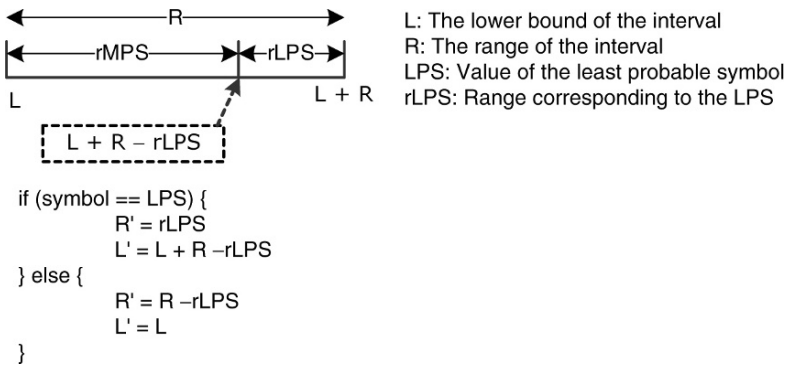 R
rMPS
rLPS
L
L + R
L + R – rLPS
L: The lower bound of the interval
R: The range of the interval
LPS: Value of the least probable symbol
rLPS: Range corresponding to the LPS
if (symbol == LPS) {
R' = rLPS
L' = L + R –rLPS
} else {
R' = R –rLPS
L' = L
}